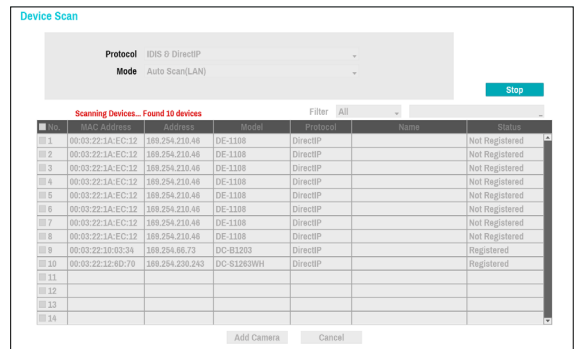 Device Scan
Protocol IDIS & DirectIP
Mode Auto Scan(LAN)
Stop
Scanning Devices... Found 10 devices Filter All
No. MAC Address Address Model Protocol Name Status
1 00:03:22:1A:EC:12 169.254.210.46 DE-1108 DirectIP Not Registered
2 00:03:22:1A:EC:12 169.254.210.46 DE-1108 DirectIP Not Registered
3 00:03:22:1A:EC:12 169.254.210.46 DE-1108 DirectIP Not Registered
4 00:03:22:1A:EC:12 169.254.210.46 DE-1108 DirectIP Not Registered
5 00:03:22:1A:EC:12 169.254.210.46 DE-1108 DirectIP Not Registered
6 00:03:22:1A:EC:12 169.254.210.46 DE-1108 DirectIP Not Registered
7 00:03:22:1A:EC:12 169.254.210.46 DE-1108 DirectIP Not Registered
8 00:03:22:1A:EC:12 169.254.210.46 DE-1108 DirectIP Not Registered
9 00:03:22:10:03:34 169.254.66.73 DC-B1203 DirectIP Registered
10 00:03:22:12:6D:70 169.254.230.243 DC-S1263WH DirectIP Registered
11
12
13
14
Add Camera Cancel